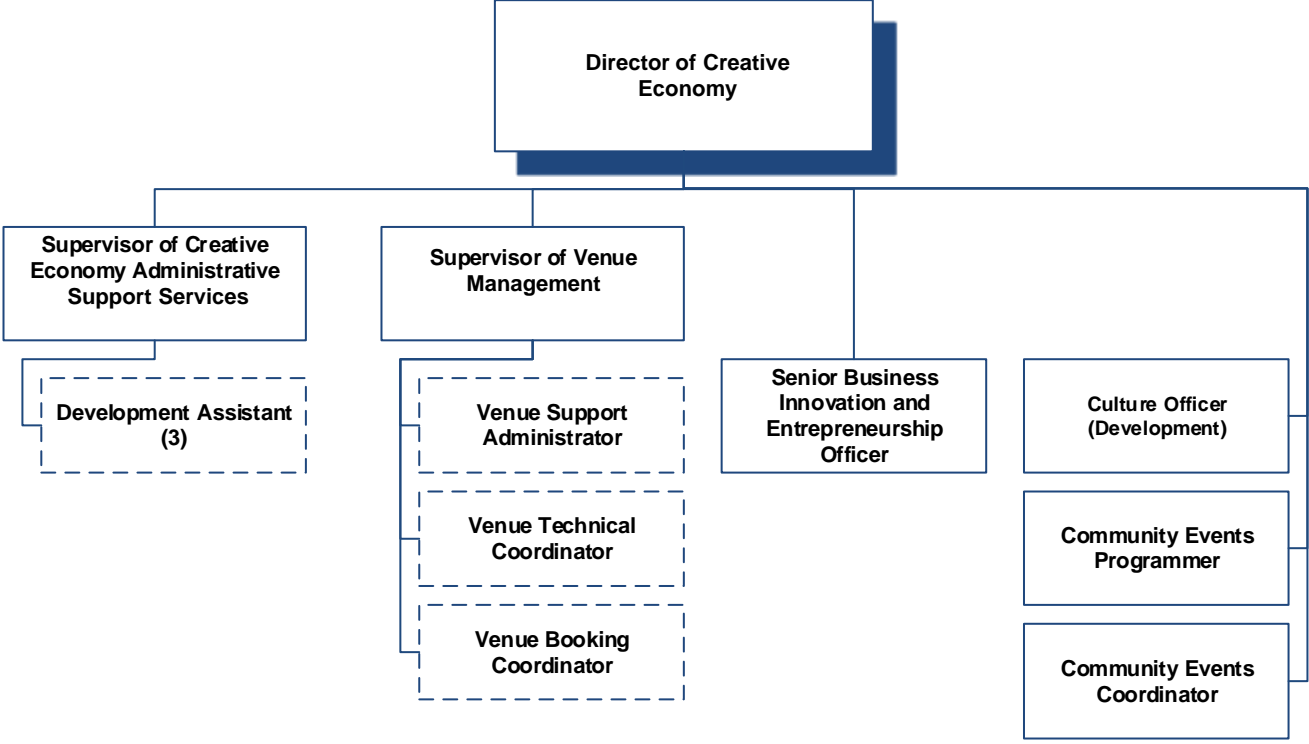 Director of Creative
Economy
Supervisor of Creative
Economy Administrative
Support Services
Supervisor of Venue
Management
Development Assistant
(3)
Venue Support
Administrator
Venue Technical
Coordinator
Venue Booking
Coordinator
Senior Business
Innovation and
Entrepreneurship
Officer
Culture Officer
(Development)
Community Events
Programmer
Community Events
Coordinator